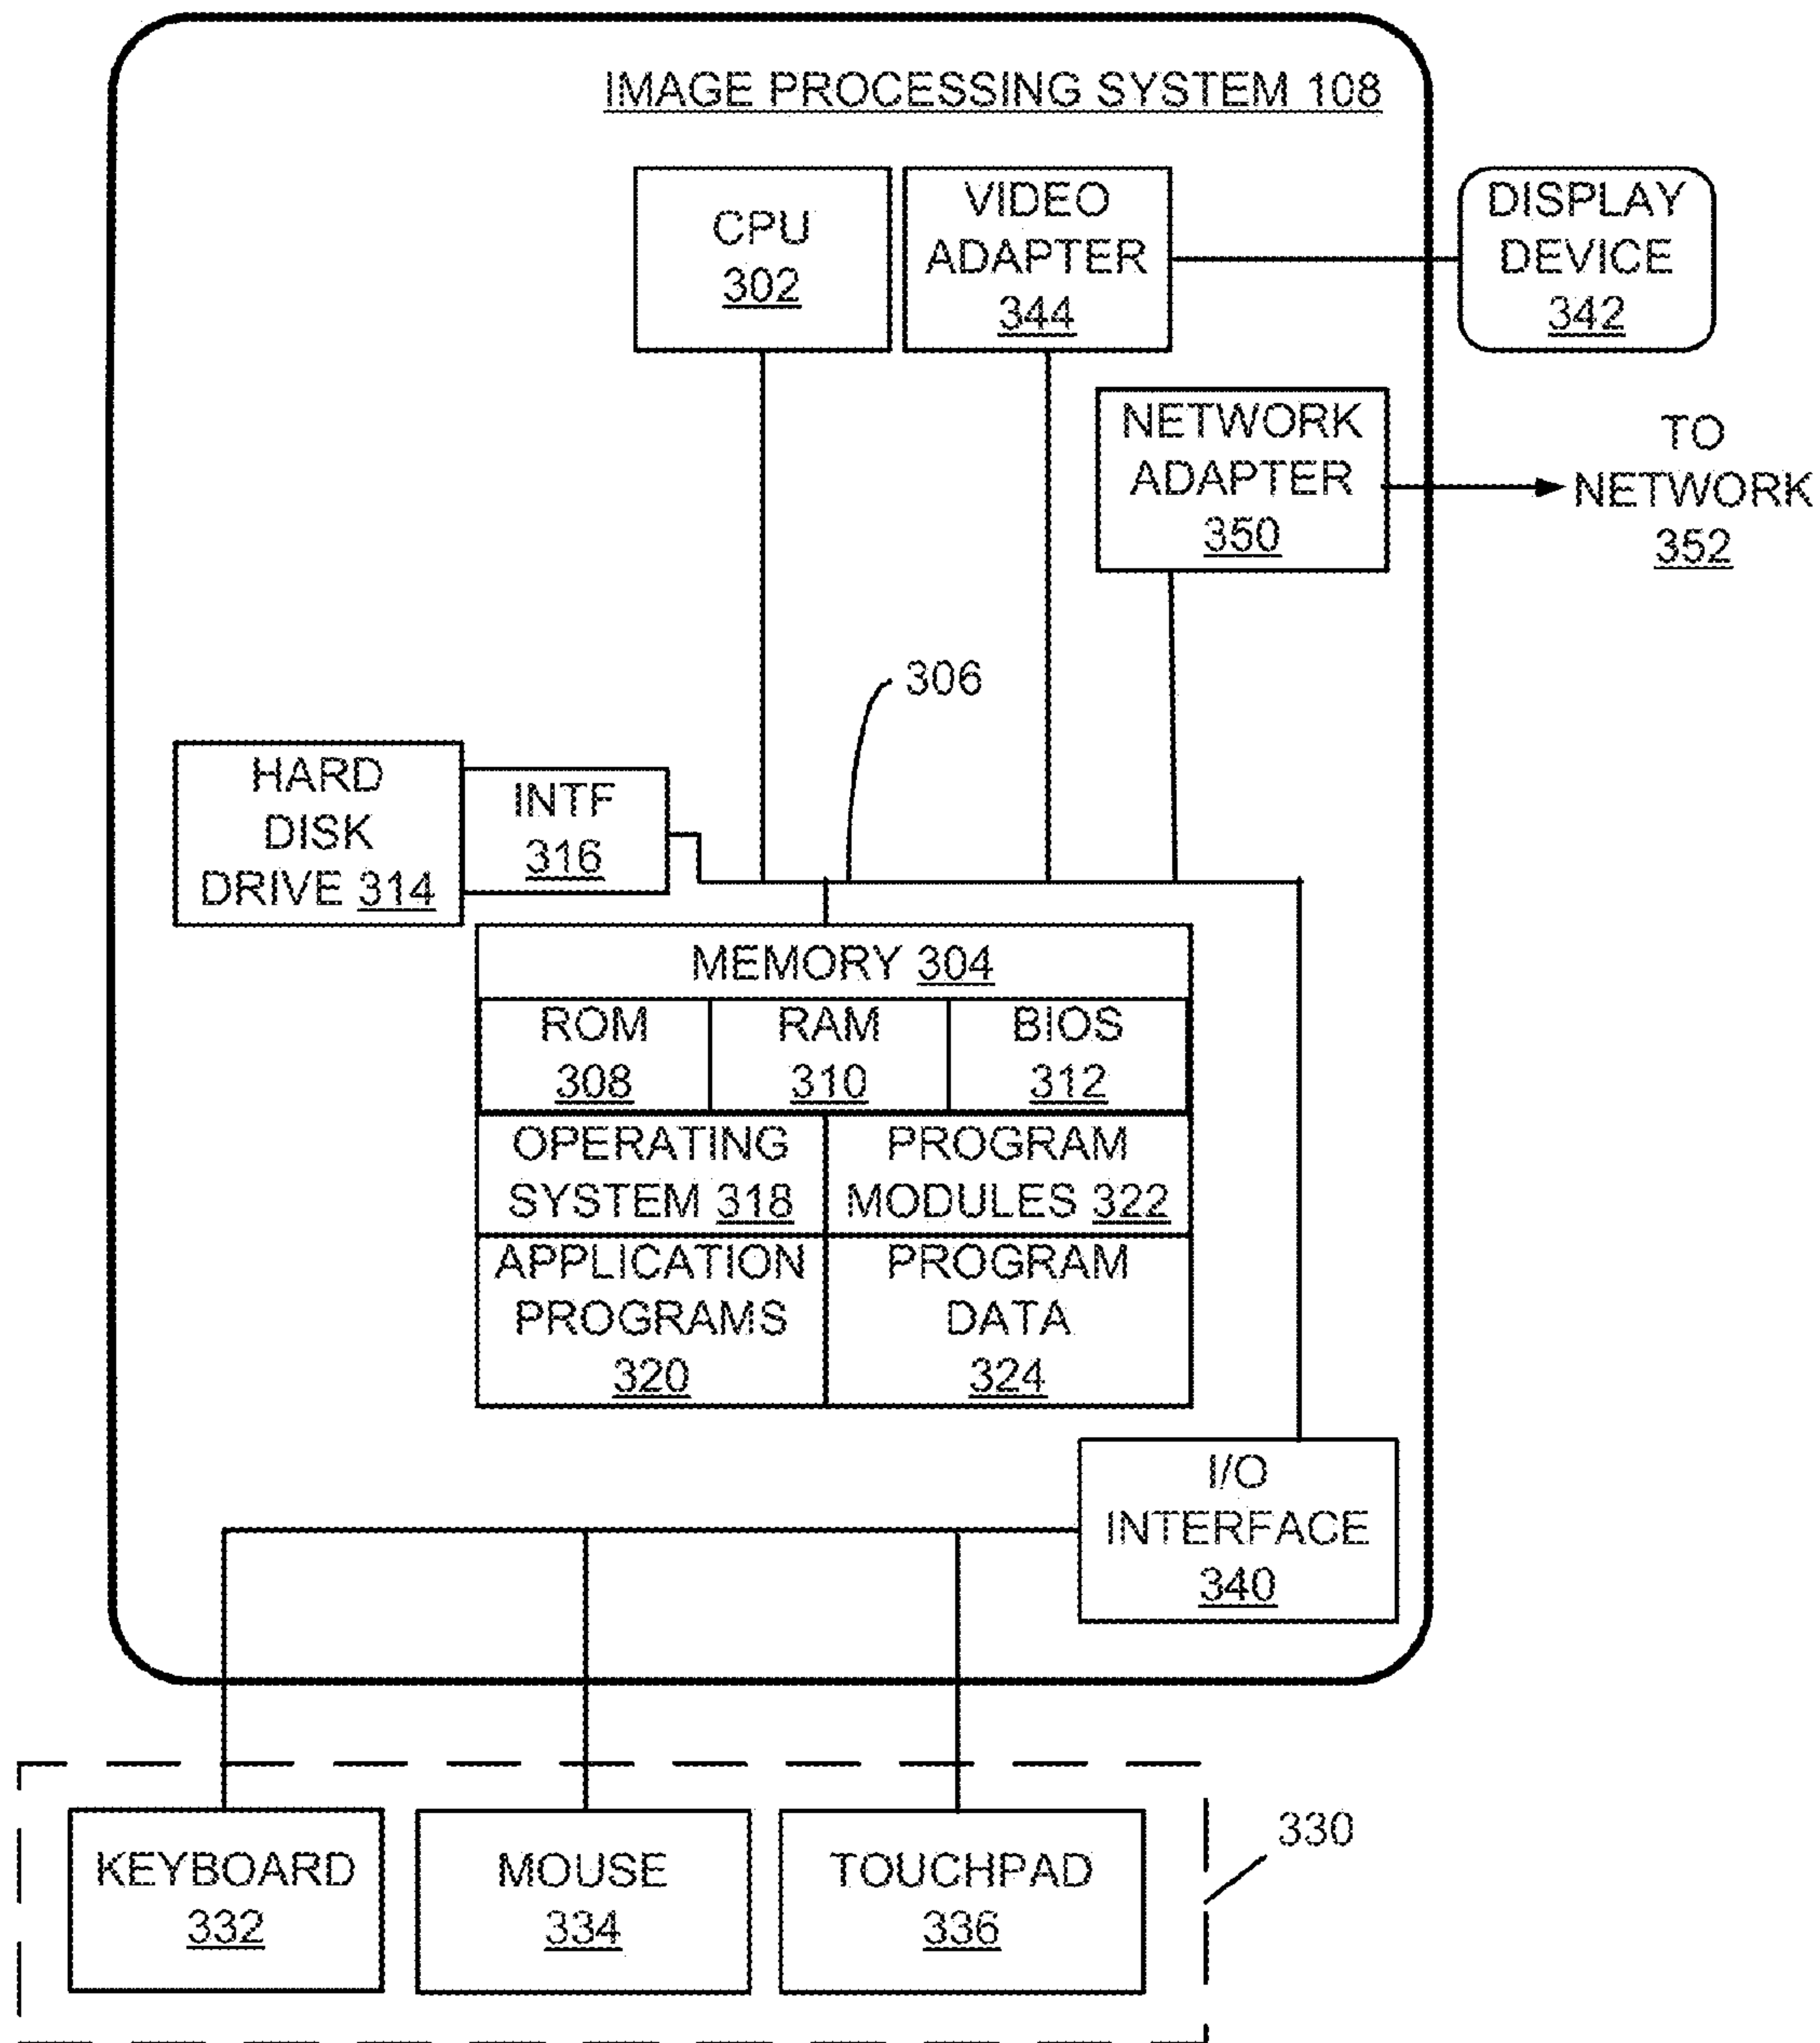 IMAGE PROCESSING SYSTEM 108
CPU
302
VIDEO
ADAPTER
344
DISPLAY
DEVICE
342
NETWORK
ADAPTER
350
TO
NETWORK
352
306
HARD
DISK
DRIVE 314
INTF
316
MEMORY 304
ROM
308
RAM
310
BIOS
312
OPERATING
SYSTEM 318
PROGRAM
MODULES 322
APPLICATION
PROGRAMS
320
PROGRAM
DATA
324
I/O
INTERFACE
340
330
KEYBOARD
332
MOUSE
334
TOUCHPAD
336